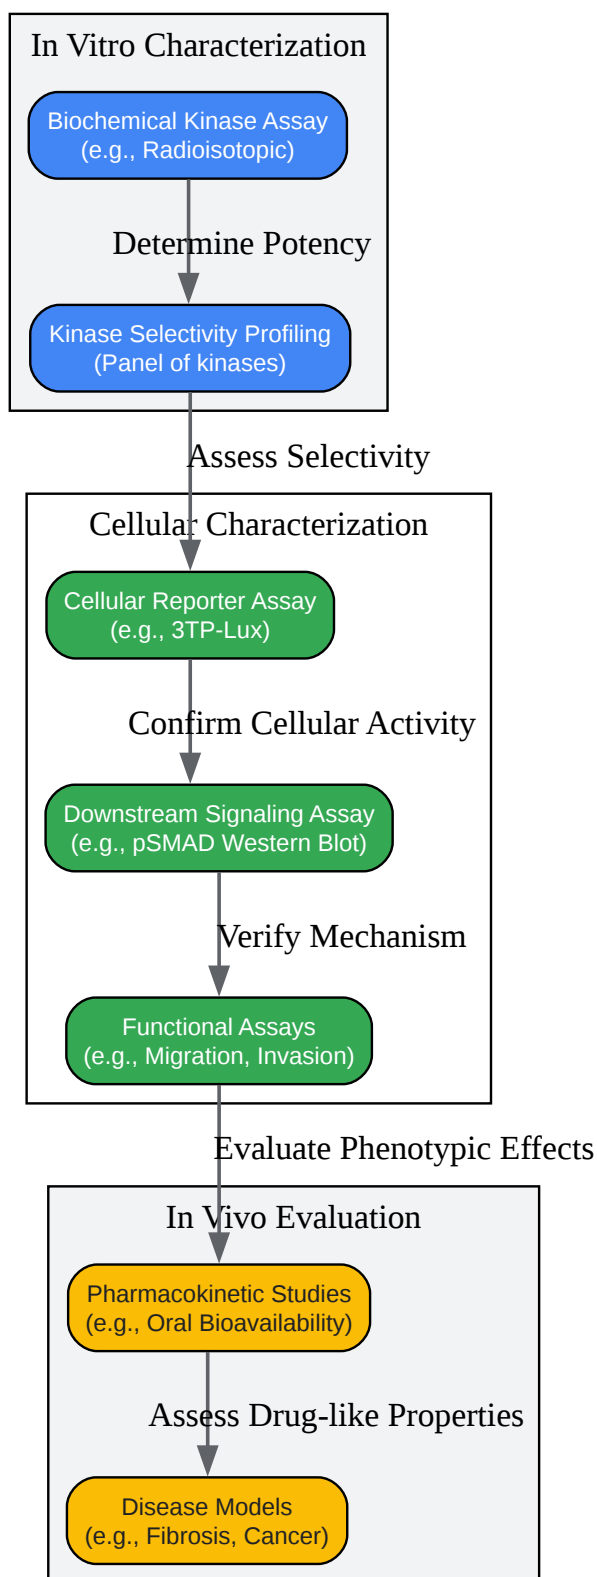 In Vitro Characterization
Biochemical Kinase Assay
(e.g., Radioisotopic)
Determine Potency
Kinase Selectivity Profiling
(Panel of kinases)
Assess Selectivity
Cellular Characterization
Cellular Reporter Assay
(e.g., 3TP-Lux)
Confirm Cellular Activity
Downstream Signaling Assay
(e.g., pSMAD Western Blot)
Verify Mechanism
Functional Assays
(e.g., Migration, Invasion)
Evaluate Phenotypic Effects
In Vivo Evaluation
Pharmacokinetic Studies
(e.g., Oral Bioavailability)
Assess Drug-like Properties
Disease Models
(e.g., Fibrosis, Cancer)